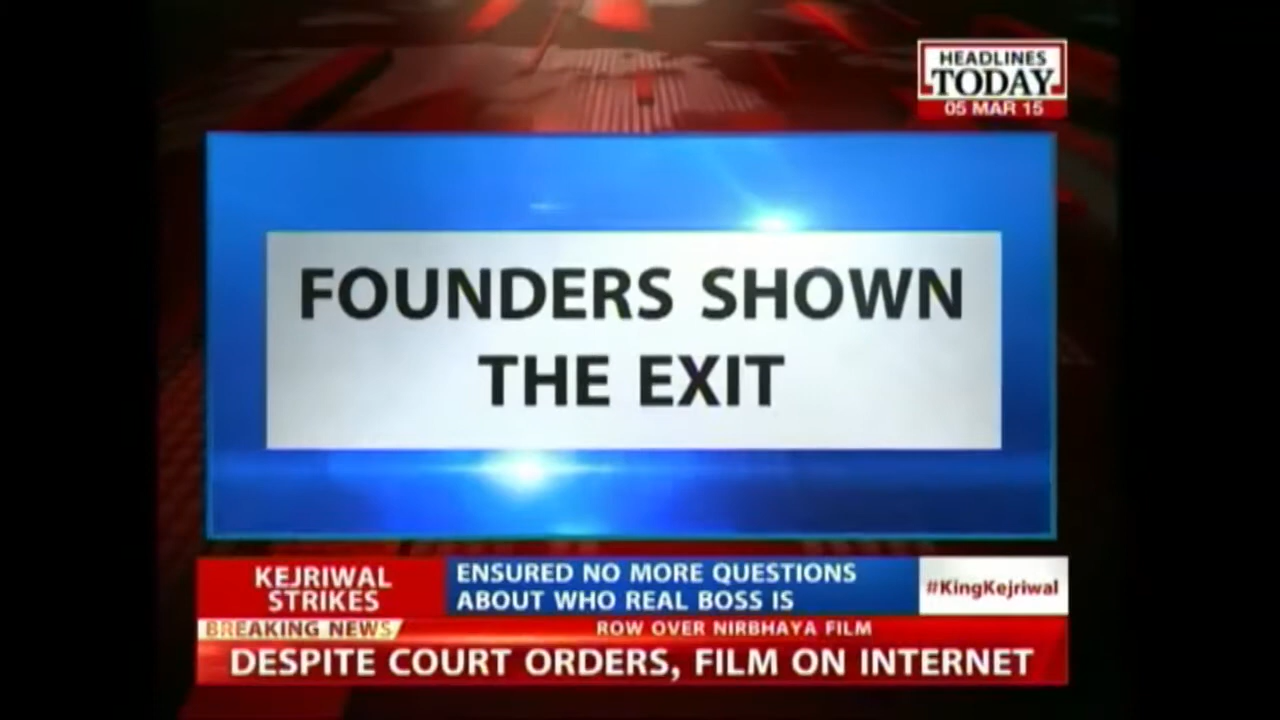 HEADLINES
TODAY
05 MAR 15
FOUNDERS SHOWN
THE EXIT
KEJRIWAL
STRIKES
ENSURED NO MORE QUESTIONS
ABOUT WHO REAL BOSS IS
#KingKejriwal
BREAKING NEWS
ROW OVER NIRBHAYA FILM
DESPITE COURT ORDERS, FILM ON INTERNET